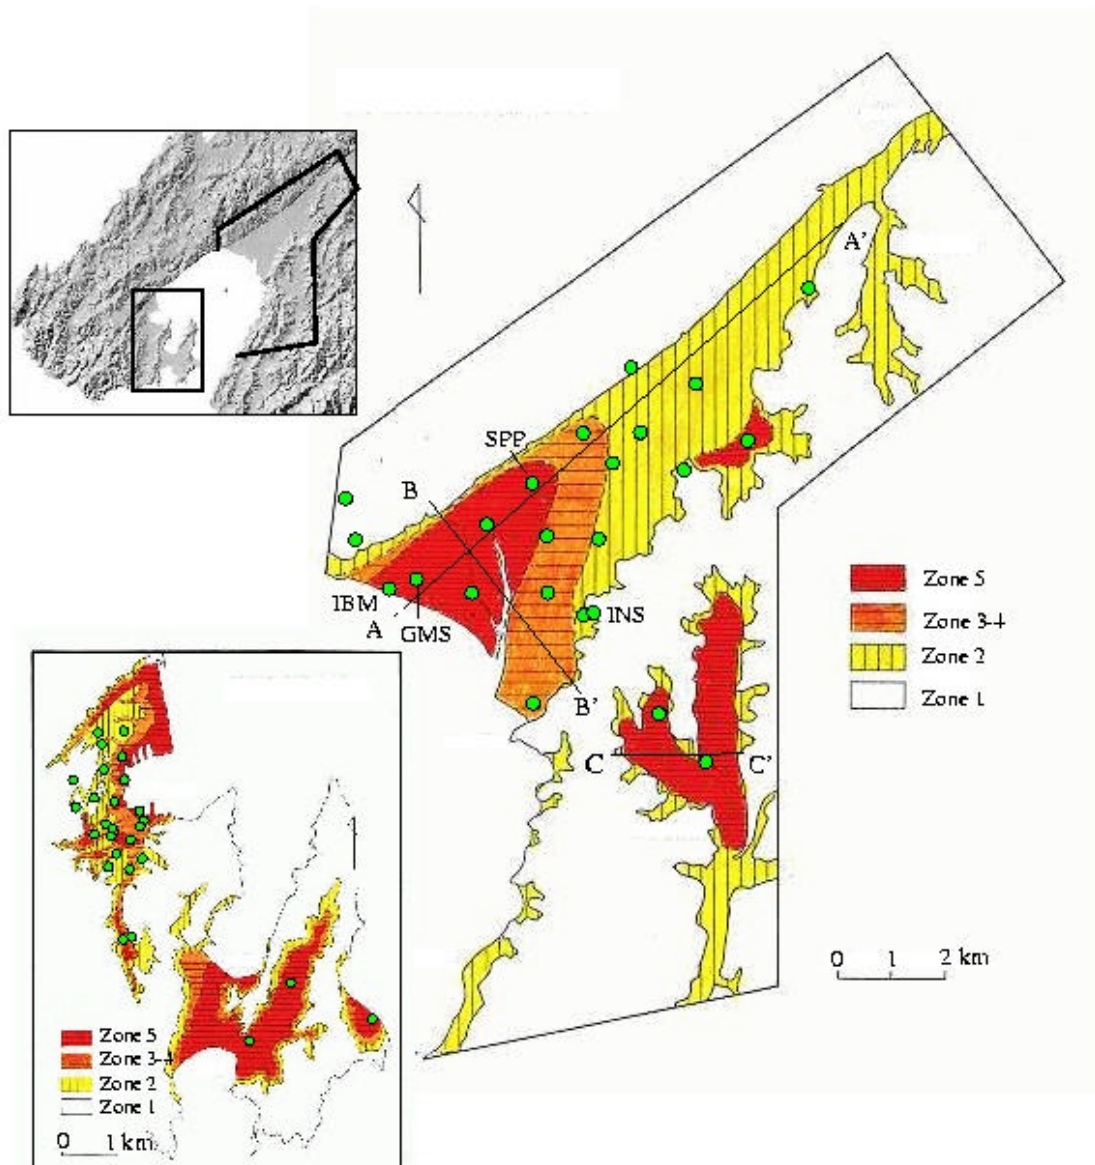 A'
SPP
B
IBM
A
GMS
INS
B'
C
C'
Zone 5
Zone 3-4
Zone 2
Zone 1
0 1 2 km
Zone 5
Zone 3-4
Zone 2
Zone 1
0 1 km